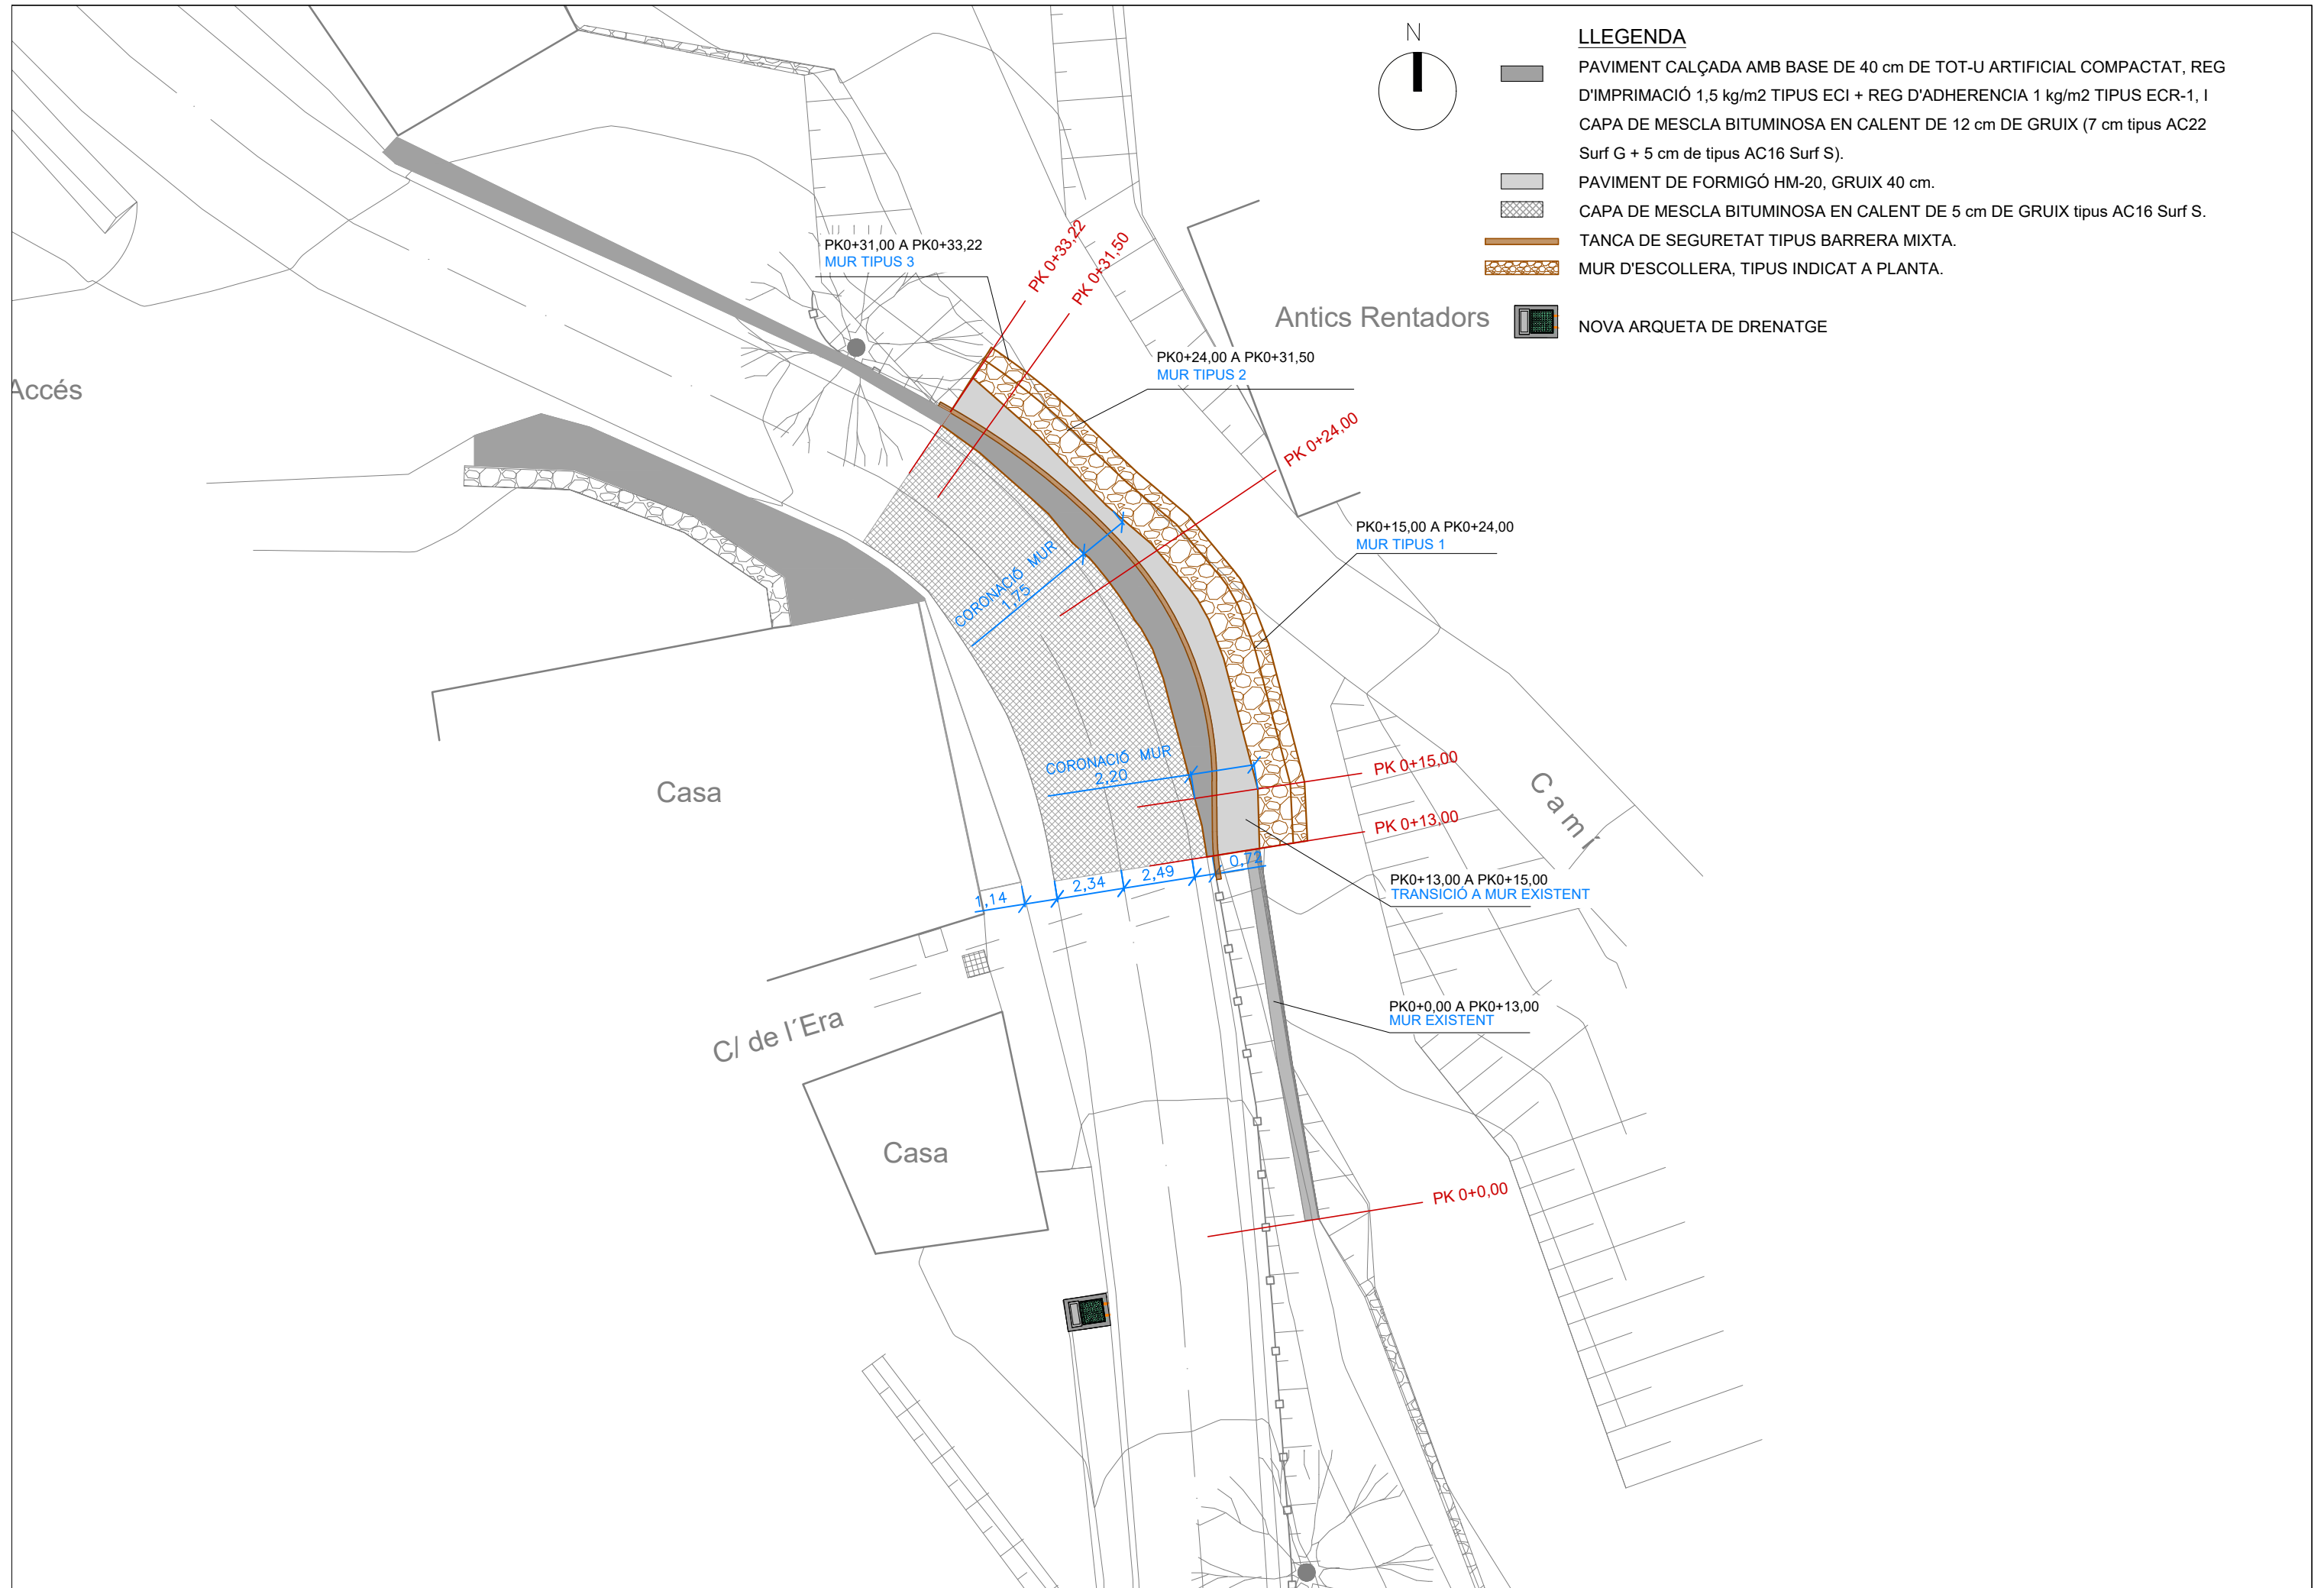 N
LLEGENDA
PAVIMENT CALÇADA AMB BASE DE 40 cm DE TOT-U ARTIFICIAL COMPACTAT, REG
D'IMPRIMACIÓ 1,5 kg/m2 TIPUS ECI + REG D'ADHERENCIA 1 kg/m2 TIPUS ECR-1, I
CAPA DE MESCLA BITUMINOSA EN CALENT DE 12 cm DE GRUIX (7 cm tipus AC22
Surf G + 5 cm de tipus AC16 Surf S).
PAVIMENT DE FORMIGÓ HM-20, GRUIX 40 cm.
CAPA DE MESCLA BITUMINOSA EN CALENT DE 5 cm DE GRUIX tipus AC16 Surf S.
TANCA DE SEGURETAT TIPUS BARRERA MIXTA.
MUR D'ESCOLLERA, TIPUS INDICAT A PLANTA.
NOVA ARQUETA DE DRENATGE
PK0+31,00 A PK0+33,22
MUR TIPUS 3
PK 0+33,22
PK 0+31,50
Antics Rentadors
PK0+24,00 A PK0+31,50
MUR TIPUS 2
Accés
PK 0+24,00
PK0+15,00 A PK0+24,00
MUR TIPUS 1
CORONACIÓ MUR
1,75
CORONACIÓ MUR
2,20
PK 0+15,00
Casa
Camí
PK 0+13,00
0,72
2,49
2,34
1,14
PK0+13,00 A PK0+15,00
TRANSICIÓ A MUR EXISTENT
PK0+0,00 A PK0+13,00
MUR EXISTENT
C/ de l´Era
Casa
PK 0+0,00